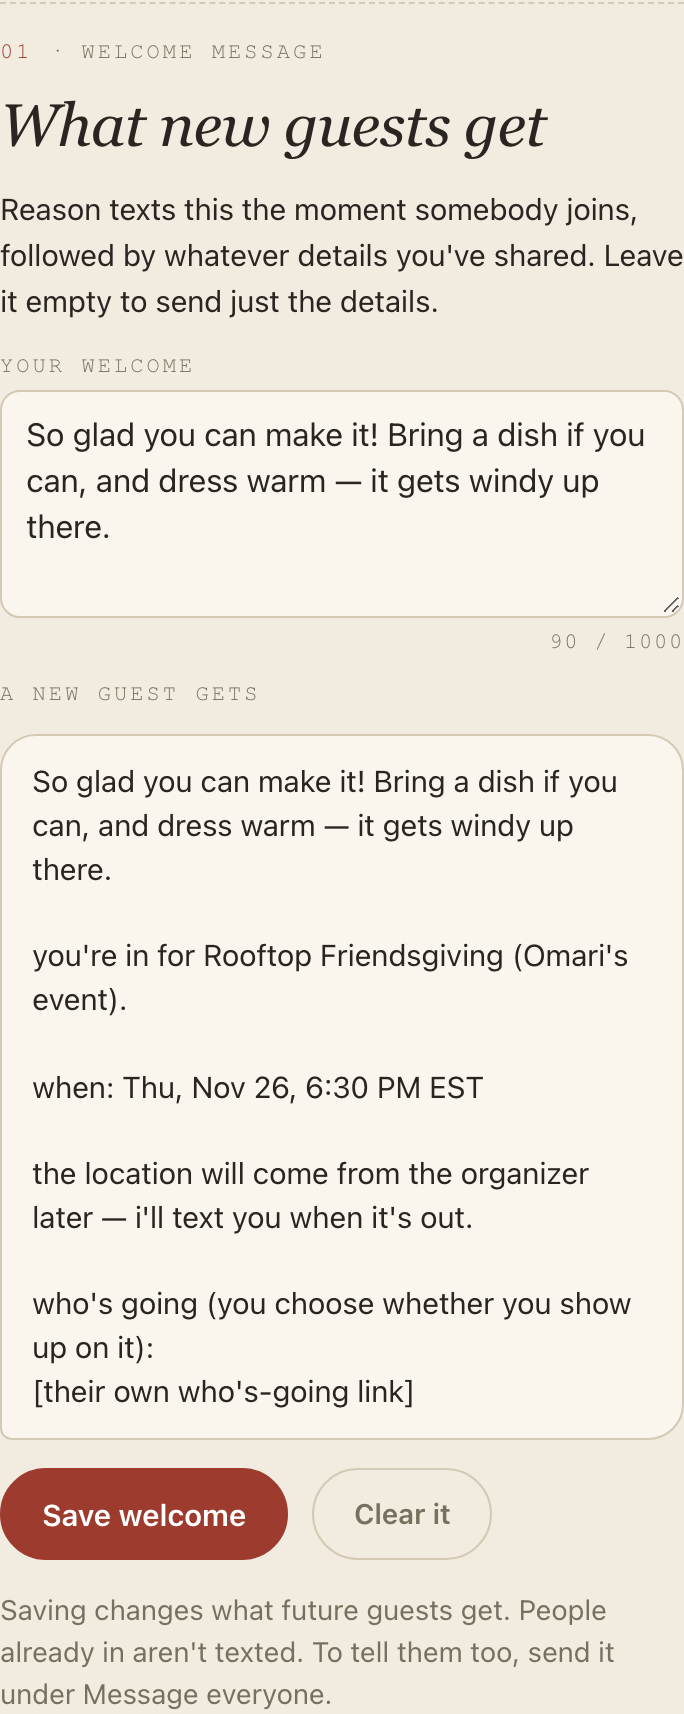 01 · WELCOME MESSAGE
What new guests get
Reason texts this the moment somebody joins,
followed by whatever details you've shared. Leave
it empty to send just the details.
YOUR WELCOME
So glad you can make it! Bring a dish if you
can, and dress warm — it gets windy up
there.
90 / 1000
A NEW GUEST GETS
So glad you can make it! Bring a dish if you
can, and dress warm — it gets windy up
there.
you're in for Rooftop Friendsgiving (Omari's
event).
when: Thu, Nov 26, 6:30 PM EST
the location will come from the organizer
later — i'll text you when it's out.
who's going (you choose whether you show
up on it):
[their own who's-going link]
Save welcome
Clear it
Saving changes what future guests get. People
already in aren't texted. To tell them too, send it
under Message everyone.